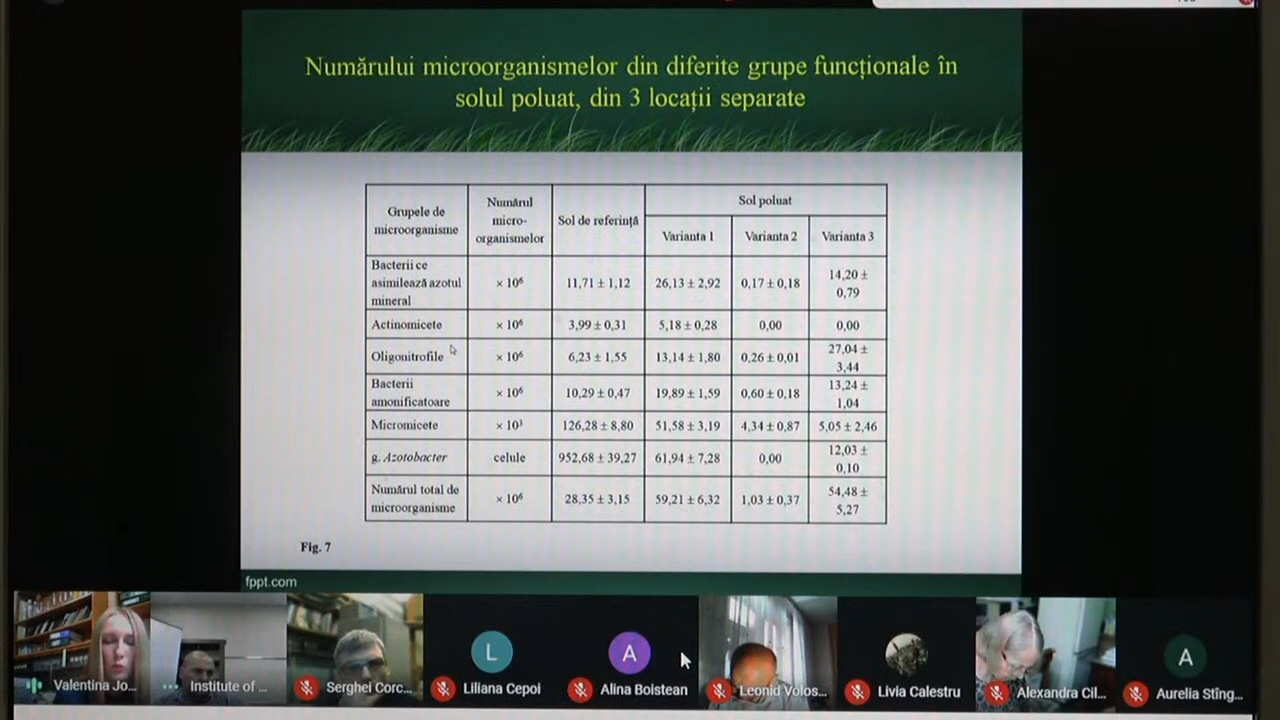 Numărului microorganismelor din diferite grupe funcționale în
solul poluat, din 3 locații separate
Grupele de
microorganisme
Numărul
micro-
organismelor
Sol de referință
Sol poluat
Varianta 1
Varianta 2
Varianta 3
Bacterii ce
asimilează azotul
mineral
× 10⁶
11,71 ± 1,12
26,13 ± 2,92
0,17 ± 0,18
14,20 ±
0,79
Actinomicete
× 10⁶
3,99 ± 0,31
5,18 ± 0,28
0,00
0,00
Oligonitrofile
× 10⁶
6,23 ± 1,55
13,14 ± 1,80
0,26 ± 0,01
27,04 ±
3,44
Bacterii
amonificatoare
× 10⁶
10,29 ± 0,47
19,89 ± 1,59
0,60 ± 0,18
13,24 ±
1,04
Micromicete
× 10³
126,28 ± 8,80
51,58 ± 3,19
4,34 ± 0,87
5,05 ± 2,46
g. Azotobacter
celule
952,68 ± 39,27
61,94 ± 7,28
0,00
12,03 ±
0,10
Numărul total de
microorganisme
× 10⁶
28,35 ± 3,15
59,21 ± 6,32
1,03 ± 0,37
54,48 ±
5,27
Fig. 7
fppt.com
Valentina Jo...
Institute of ...
Serghei Corc...
L
Liliana Cepoi
A
Alina Boistean
Leonid Volos...
Livia Calestru
Alexandra Cil...
A
Aurelia Stîng...